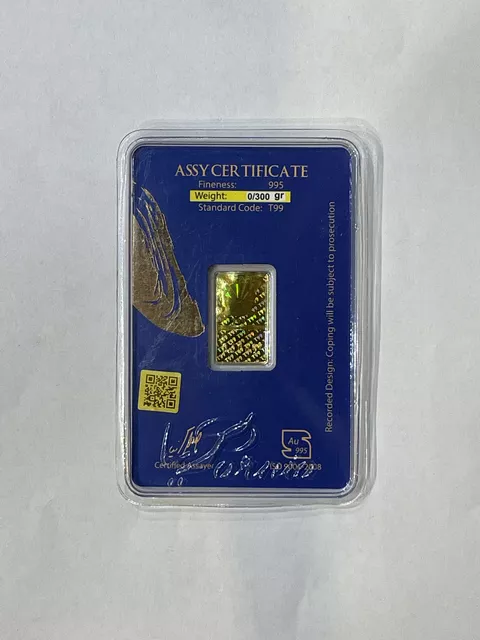 ASSY CERTIFICATE
Fineness: 995
Weight: 0/300 gr
Standard Code: T99
Recorded Design: Coping will be subject to prosecution
Au
995
Certified Assayer
ISO 9001-2008